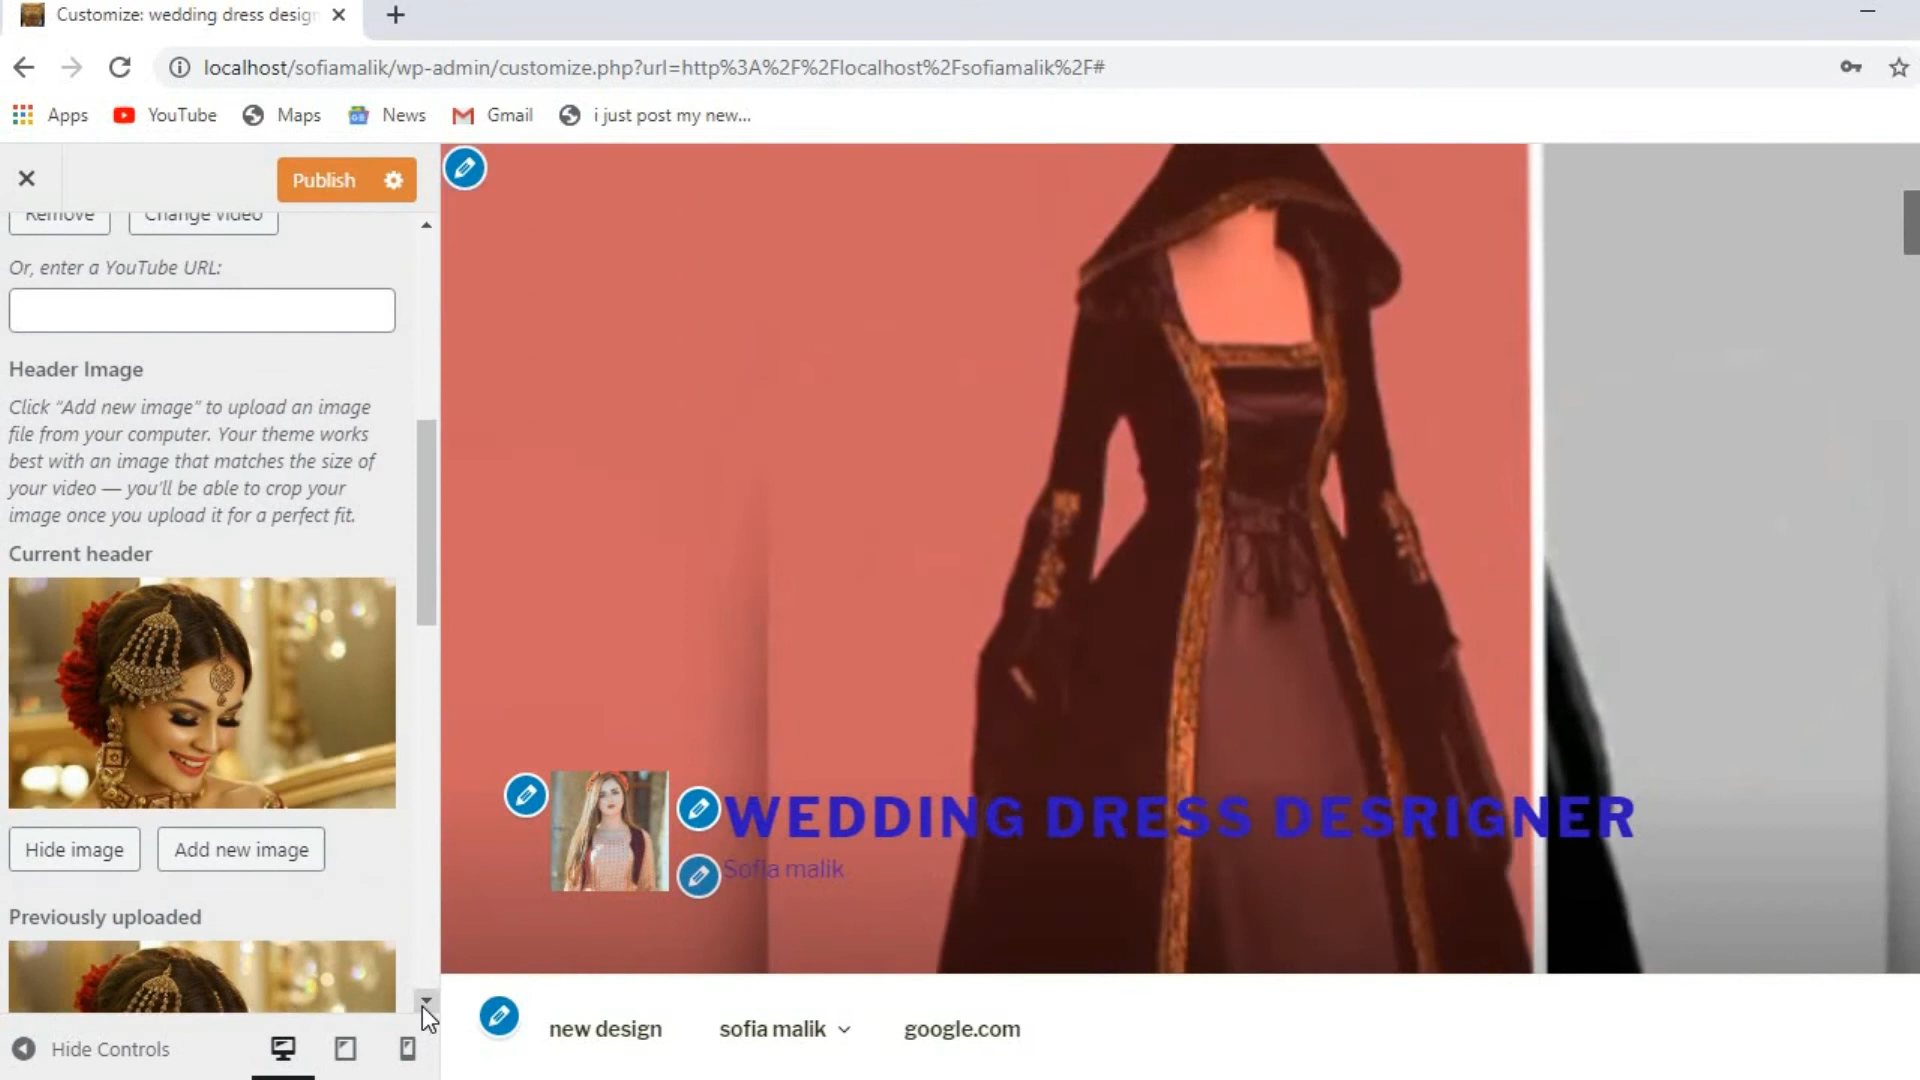 Customize: wedding dress desig
localhost/sofiamalik/wp-admin/customize.php?url=http%3A%2F%2Flocalhost%2Fsofiamalik%2F#
Apps YouTube Maps News Gmail i just post my new...
Publish
Remove Change video
Or, enter a YouTube URL:
Header Image
Click “Add new image” to upload an image
file from your computer. Your theme works
best with an image that matches the size of
your video — you'll be able to crop your
image once you upload it for a perfect fit.
Current header
Hide image Add new image
Previously uploaded
Hide Controls
WEDDING DRESS DESRIGNER
Sofia malik
new design sofia malik google.com